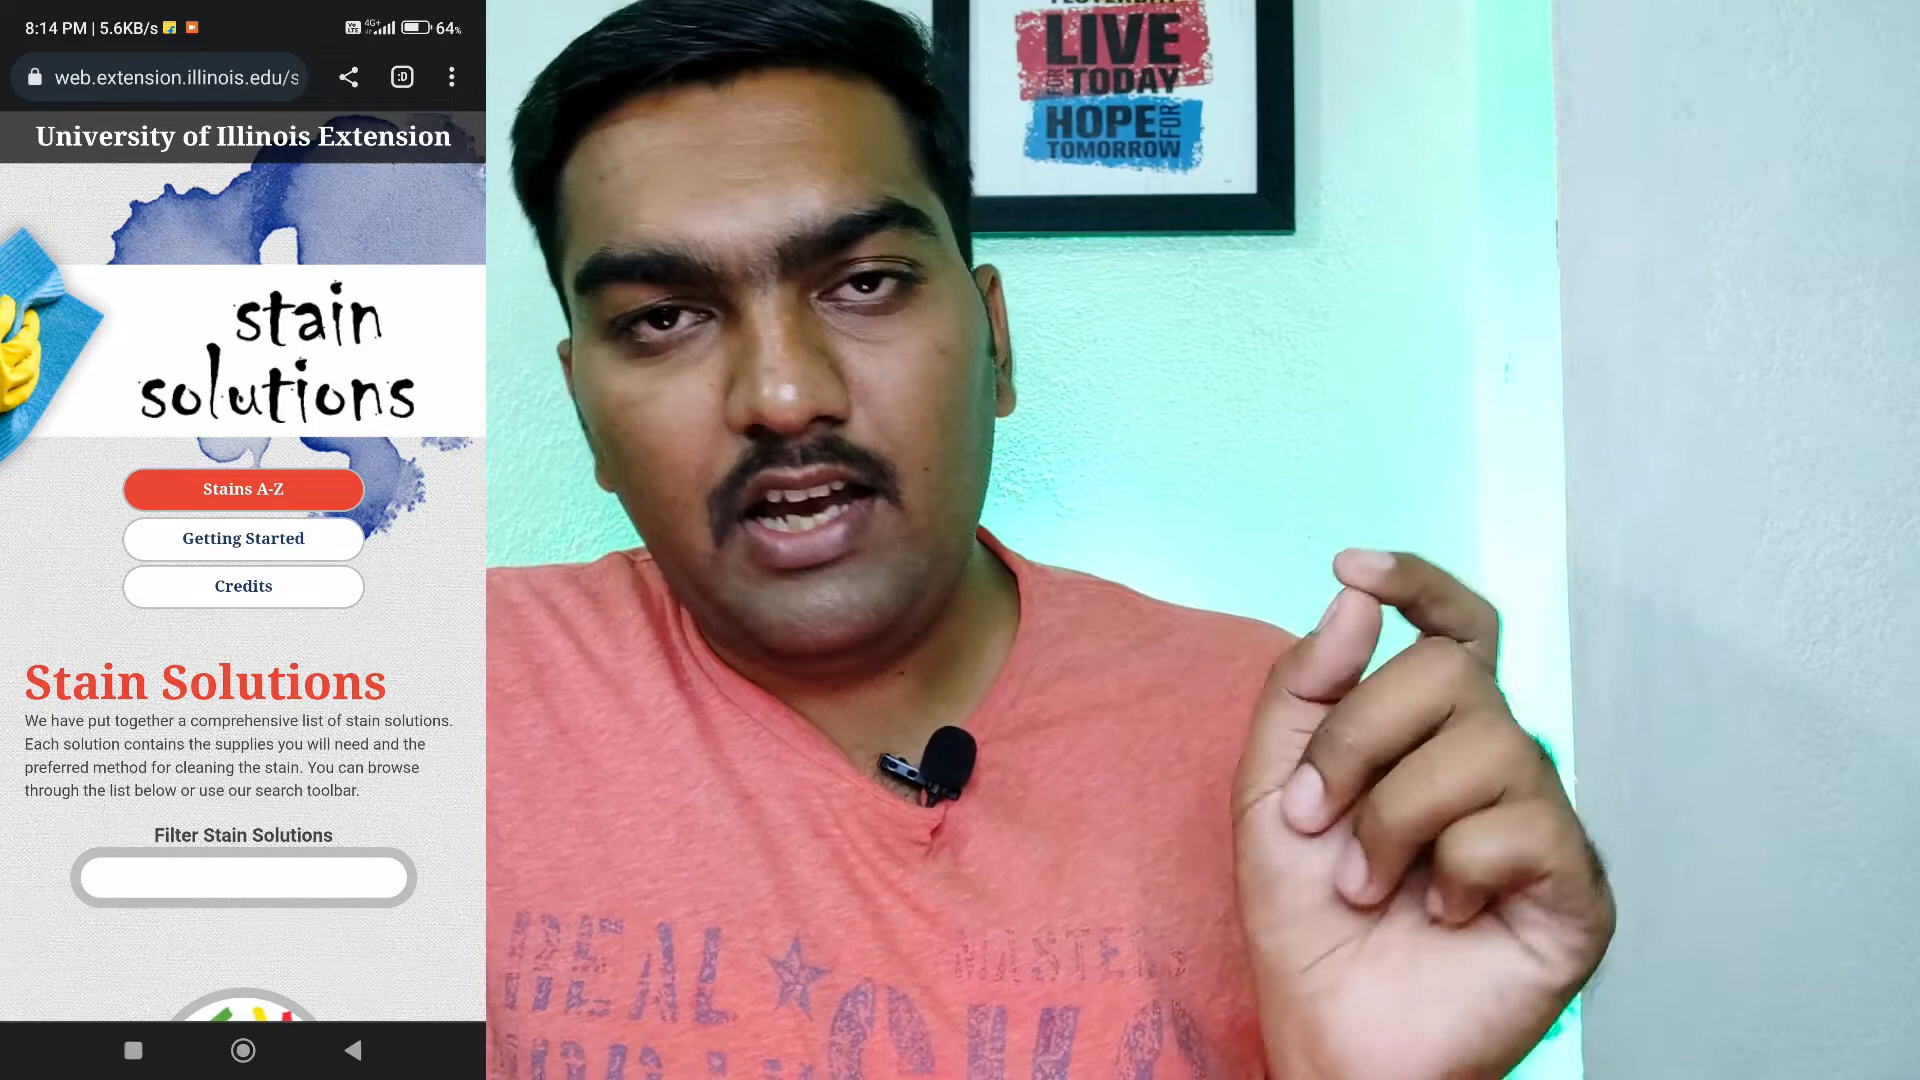 8:14 PM | 5.6KB/s
4G+
64%
web.extension.illinois.edu/s
:D
University of Illinois Extension
stain
solutions
Stains A-Z
Getting Started
Credits
Stain Solutions
We have put together a comprehensive list of stain solutions.
Each solution contains the supplies you will need and the
preferred method for cleaning the stain. You can browse
through the list below or use our search toolbar.
Filter Stain Solutions
LIVE
FOR TODAY
HOPE FOR
TOMORROW
REAL